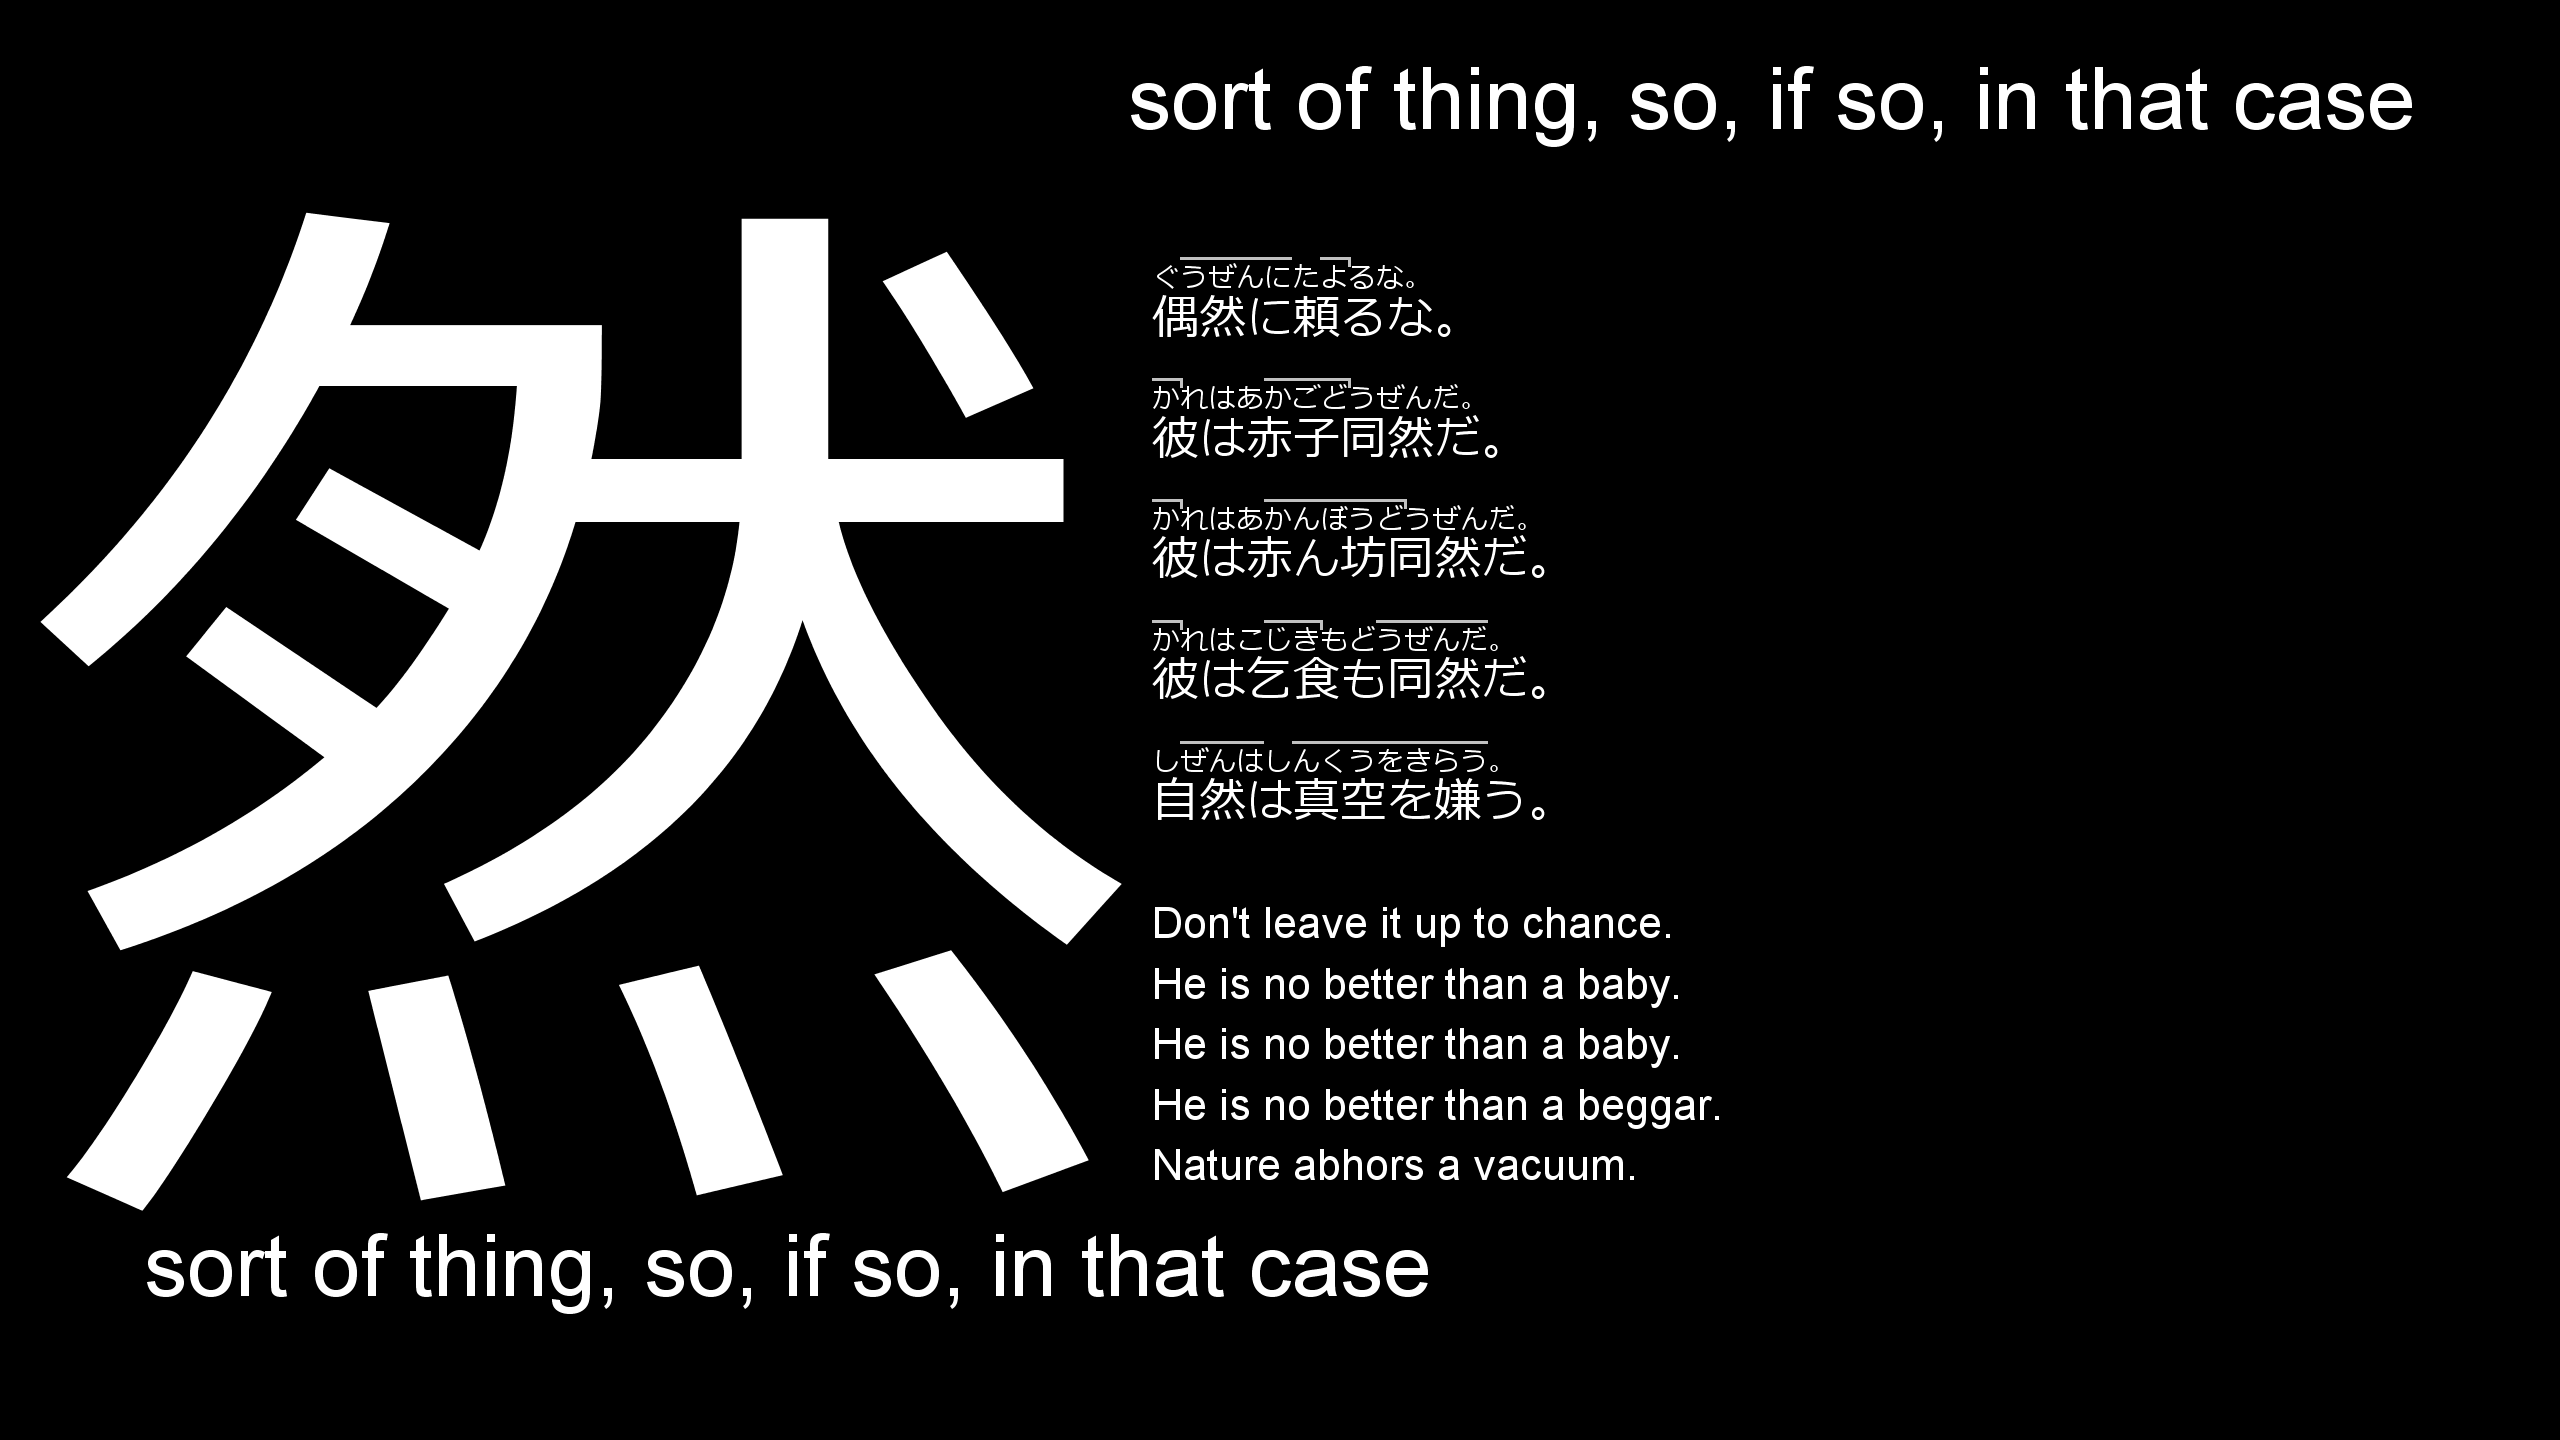 sort of thing, so, if so, in that case
然
ぐうぜんにたよるな。
偶然に頼るな。
かれはあかごどうぜんだ。
彼は赤子同然だ。
かれはあかんぼうどうぜんだ。
彼は赤ん坊同然だ。
かれはこじきもどうぜんだ。
彼は乞食も同然だ。
しぜんはしんくうをきらう。
自然は真空を嫌う。
Don't leave it up to chance.
He is no better than a baby.
He is no better than a baby.
He is no better than a beggar.
Nature abhors a vacuum.
sort of thing, so, if so, in that case